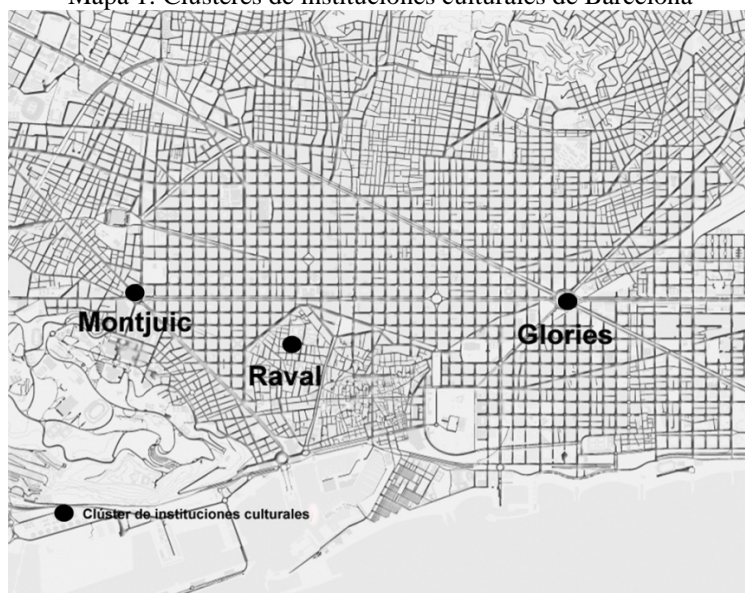 Mapa 1. Clústeres de instituciones culturales de Barcelona
Montjuic
Glories
Raval
Clúster de instituciones culturales